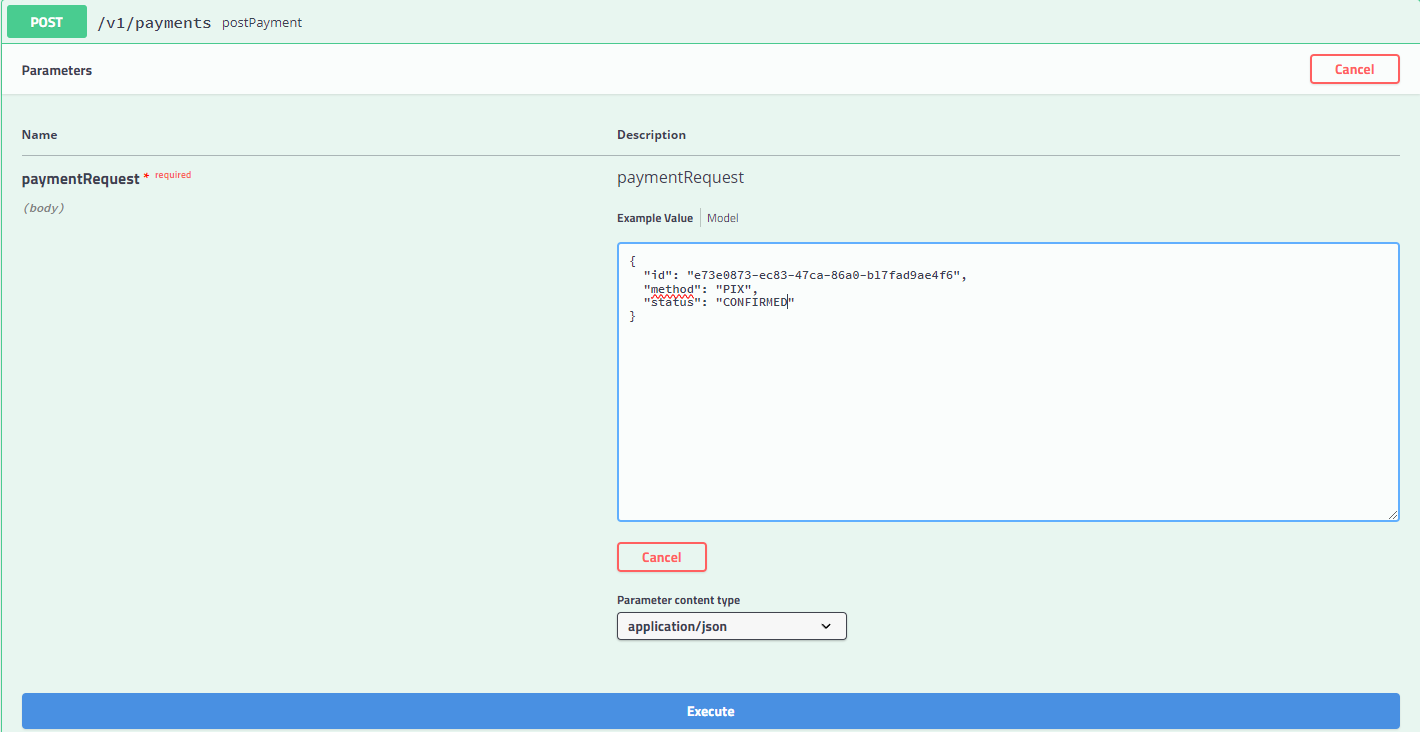 POST /v1/payments postPayment
Parameters
Cancel
Name Description
paymentRequest * required
(body)
paymentRequest
Example Value Model
{
"id": "e73e0873-ec83-47ca-86a0-b17fad9ae4f6",
"method": "PIX",
"status": "CONFIRMED"
}
Cancel
Parameter content type
application/json
Execute